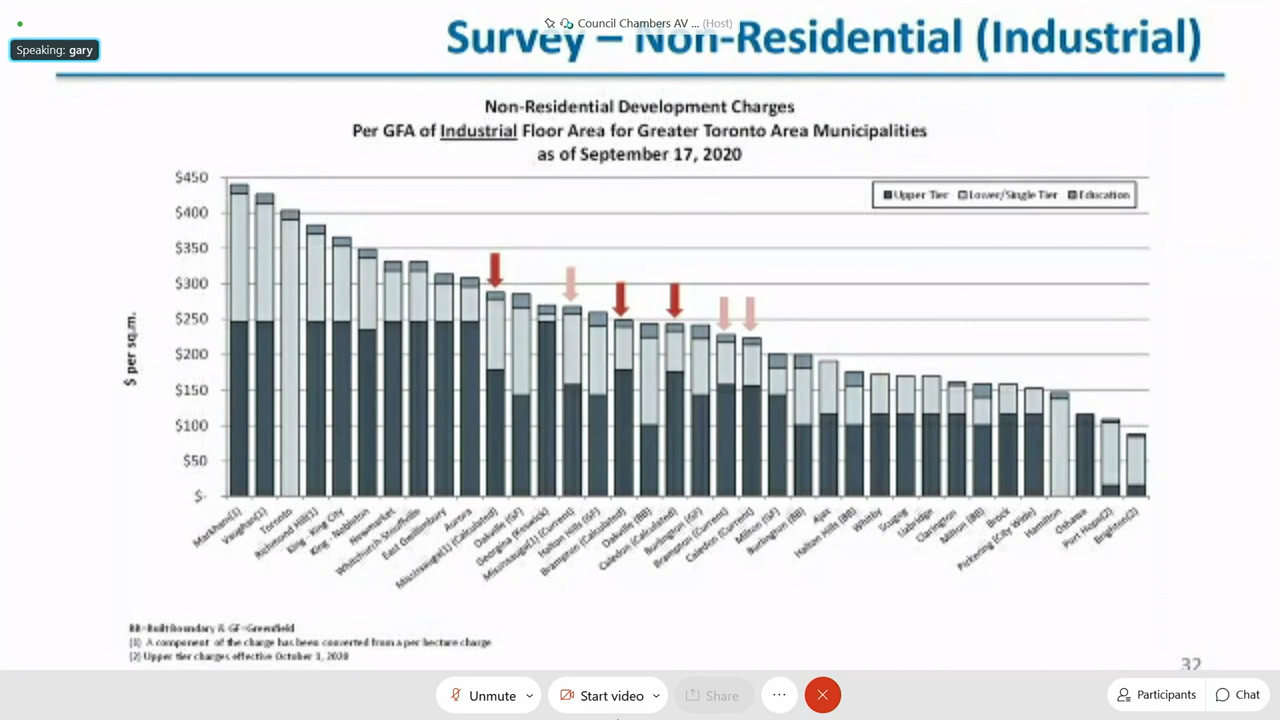 Council Chambers AV ... (Host)
Speaking: gary
Survey – Non-Residential (Industrial)
Non-Residential Development Charges
Per GFA of Industrial Floor Area for Greater Toronto Area Municipalities
as of September 17, 2020
Upper Tier Lower/Single Tier Education
$450
$400
$350
$300
$250
$200
$150
$100
$50
$-
$ per sq.m.
Markham(1)
Vaughan(1)
Toronto
Richmond Hill(1)
King - King City
King - Nobleton
Newmarket
Whitchurch Stouffville
East Gwillimbury
Aurora
Mississauga(1) (Calculated)
Oakville (GF)
Georgina (Keswick)
Mississauga(1) (Current)
Halton Hills (GF)
Brampton (Calculated)
Oakville (BB)
Caledon (Calculated)
Burlington (GF)
Brampton (Current)
Caledon (Current)
Milton (GF)
Burlington (BB)
Ajax
Halton Hills (BB)
Whitby
Scugog
Uxbridge
Clarington
Milton (BB)
Brock
Pickering (City Wide)
Hamilton
Oshawa
Port Hope(2)
Brighton(2)
BB=Built boundary & GF=Greenfield
(1) A component of the charge has been converted from a per hectare charge
(2) Upper tier charges effective October 1, 2020
32
Unmute
Start video
Share
...
Participants
Chat